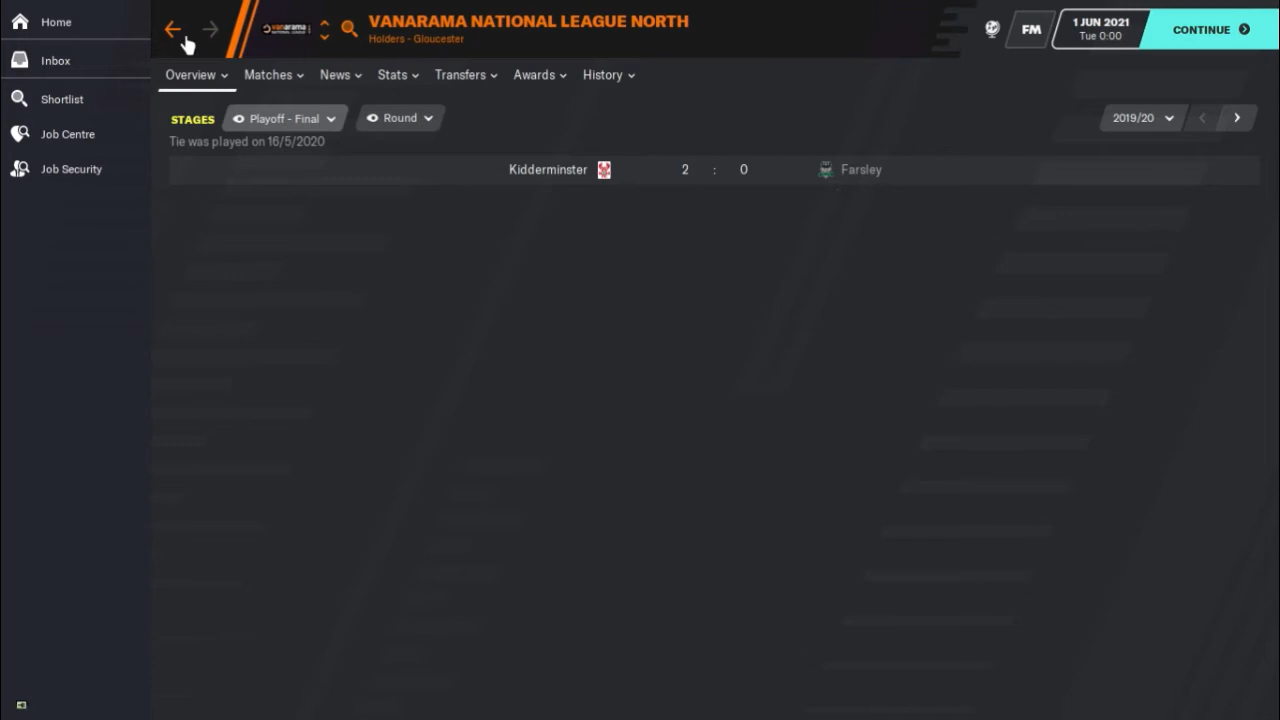 Home
Inbox
Shortlist
Job Centre
Job Security
vanarama
VANARAMA NATIONAL LEAGUE NORTH
Holders - Gloucester
FM
1 JUN 2021
Tue 0:00
CONTINUE
Overview Matches News Stats Transfers Awards History
STAGES Playoff - Final Round 2019/20
Tie was played on 16/5/2020
Kidderminster 2 : 0 Farsley